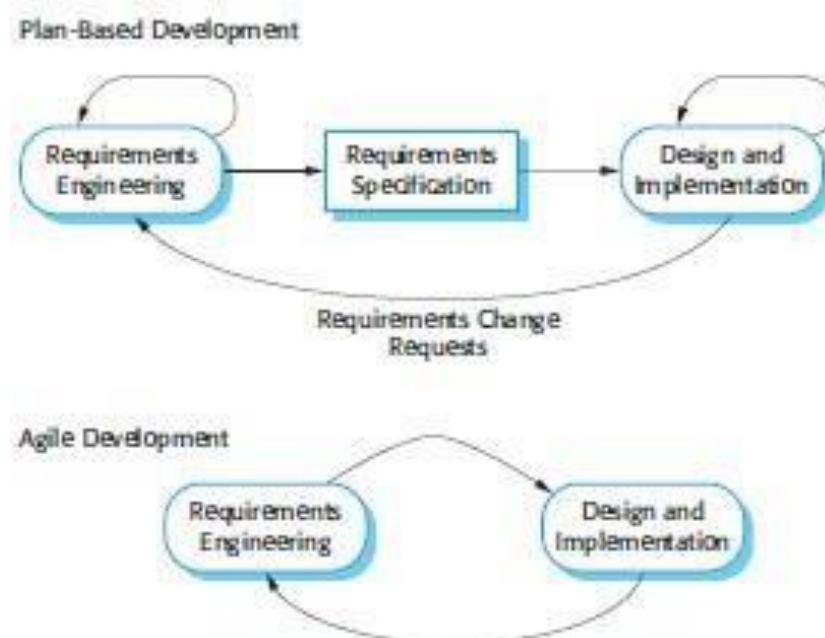 Plan-Based Development
Requirements
Engineering
Requirements
Specification
Design and
Implementation
Requirements Change
Requests
Agile Development
Requirements
Engineering
Design and
Implementation